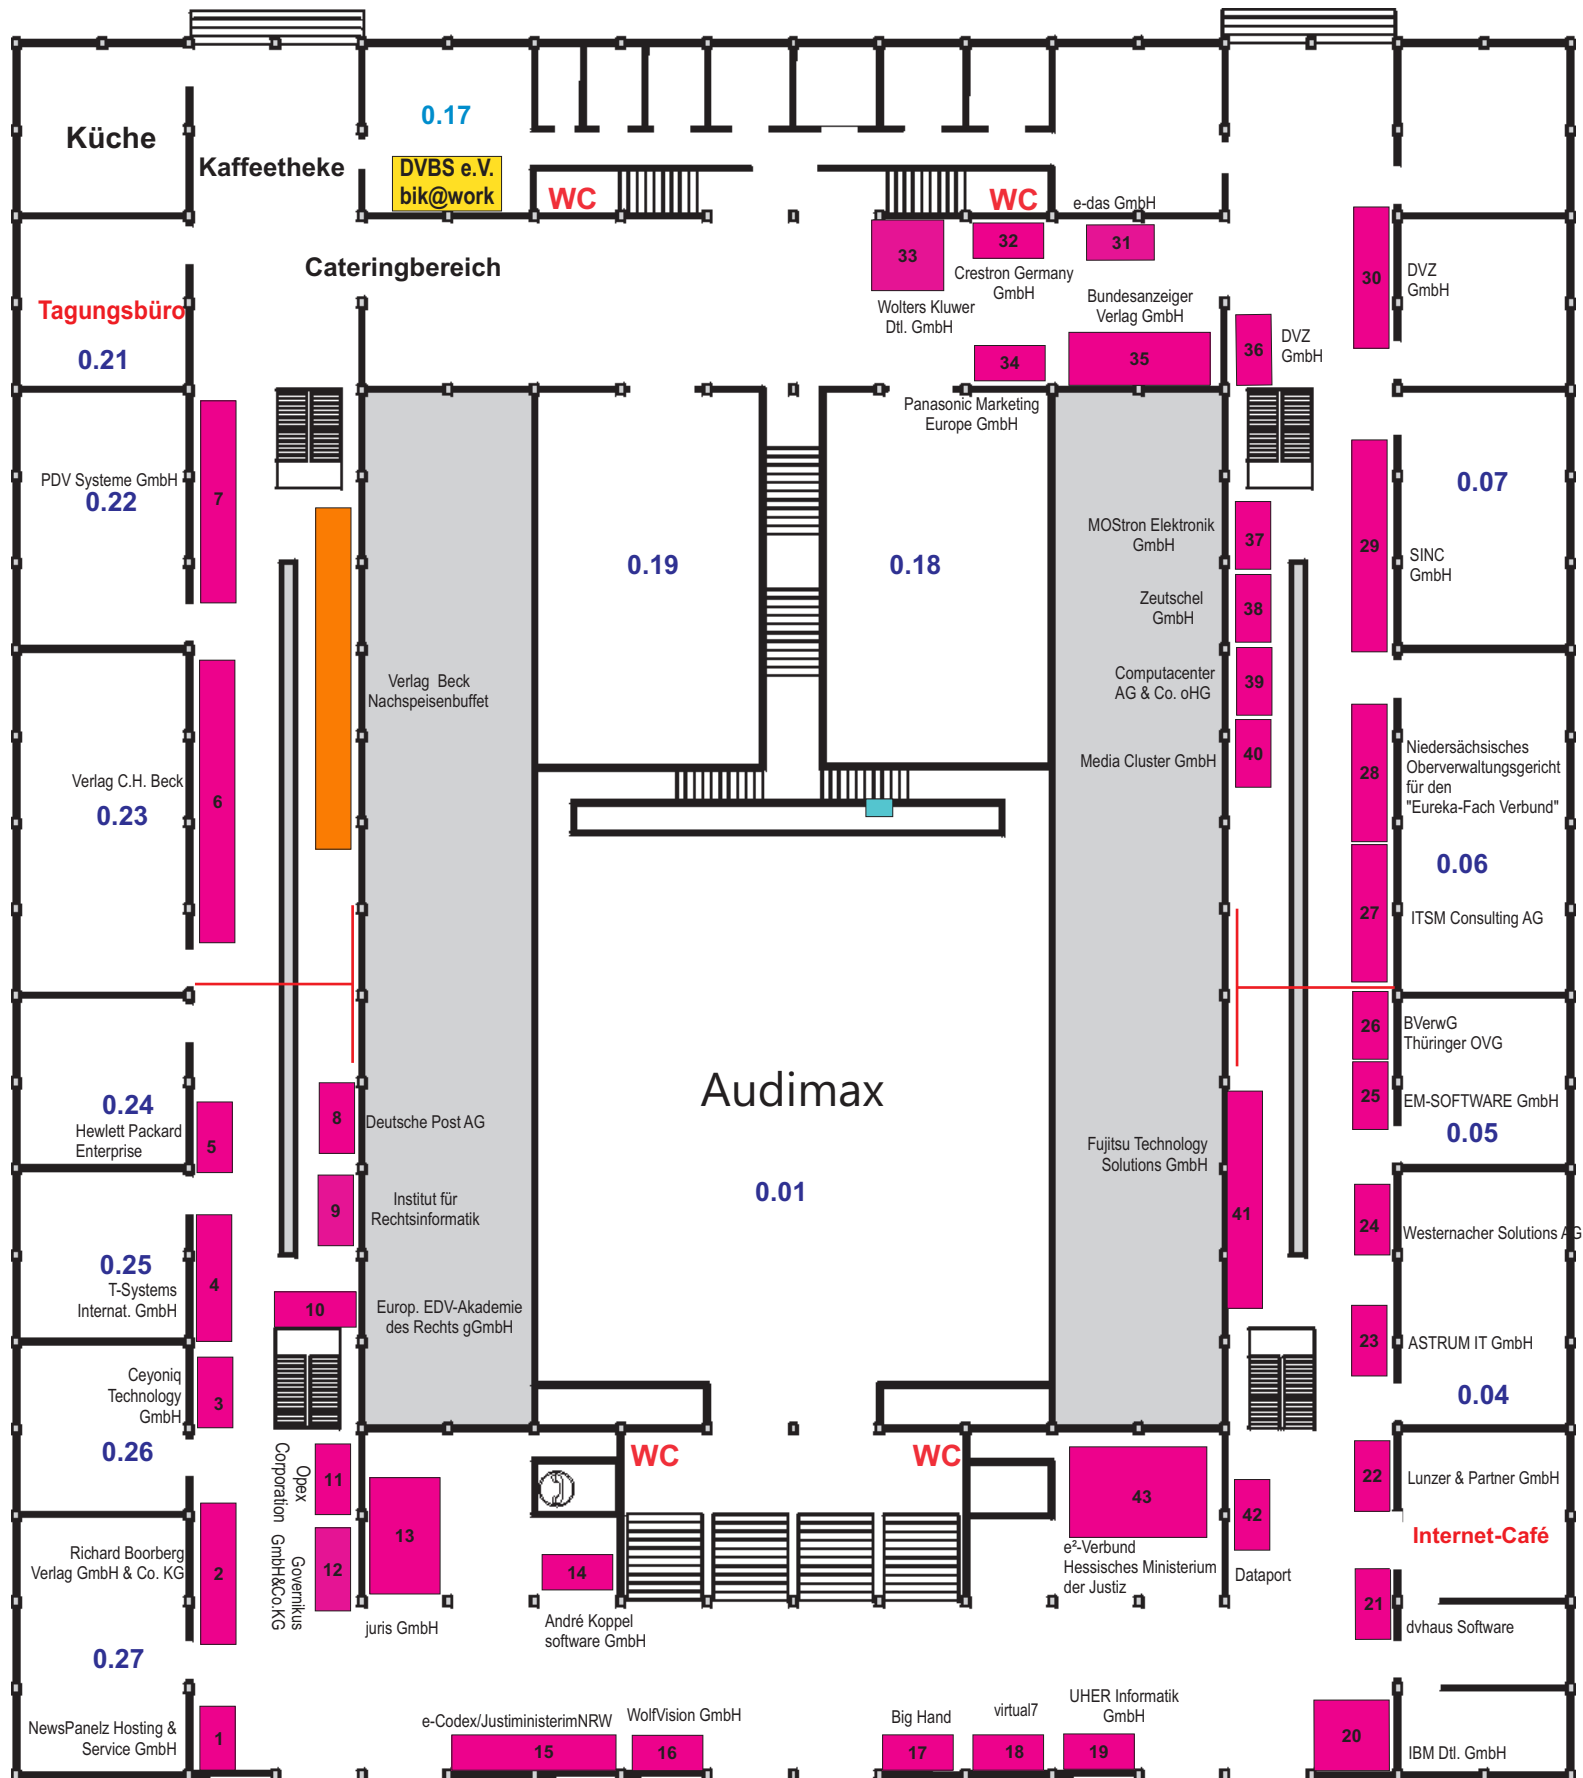 0.17
Küche
Kaffeetheke
DVBS e.V.
bik@work
WC
WC
e-das GmbH
33
32
31
30
Crestron Germany
GmbH
Cateringbereich
DVZ
GmbH
Wolters Kluwer
Dtl. GmbH
Bundesanzeiger
Verlag GmbH
Tagungsbüro
0.21
34
35
36
DVZ
GmbH
Panasonic Marketing
Europe GmbH
PDV Systeme GmbH
0.22
7
0.07
MOStron Elektronik
GmbH
37
29
SINC
GmbH
0.19
0.18
Zeutschel
GmbH
38
Verlag Beck
Nachspeisenbuffet
Computacenter
AG & Co. oHG
39
Verlag C.H. Beck
0.23
6
Media Cluster GmbH
40
28
Niedersächsisches
Oberverwaltungsgericht
für den
"Eureka-Fach Verbund"
0.06
27
ITSM Consulting AG
26
BVerwG
Thüringer OVG
Audimax
0.01
25
EM-SOFTWARE GmbH
0.05
0.24
Hewlett Packard
Enterprise
5
8
Deutsche Post AG
Fujitsu Technology
Solutions GmbH
41
9
Institut für
Rechtsinformatik
24
Westernacher Solutions AG
0.25
T-Systems
Internat. GmbH
4
10
Europ. EDV-Akademie
des Rechts gGmbH
23
ASTRUM IT GmbH
0.04
Ceyoniq
Technology
GmbH
3
0.26
Opex
Corporation
11
WC
WC
13
43
42
22
Lunzer & Partner GmbH
Internet-Café
Richard Boorberg
Verlag GmbH & Co. KG
2
Governikus
GmbH&Co.KG
12
14
e²-Verbund
Hessisches Ministerium
der Justiz
Dataport
21
dvhaus Software
juris GmbH
André Koppel
software GmbH
0.27
NewsPanelz Hosting &
Service GmbH
1
e-Codex/JustiministerimNRW
15
WolfVision GmbH
16
Big Hand
17
virtual7
18
UHER Informatik
GmbH
19
20
IBM Dtl. GmbH